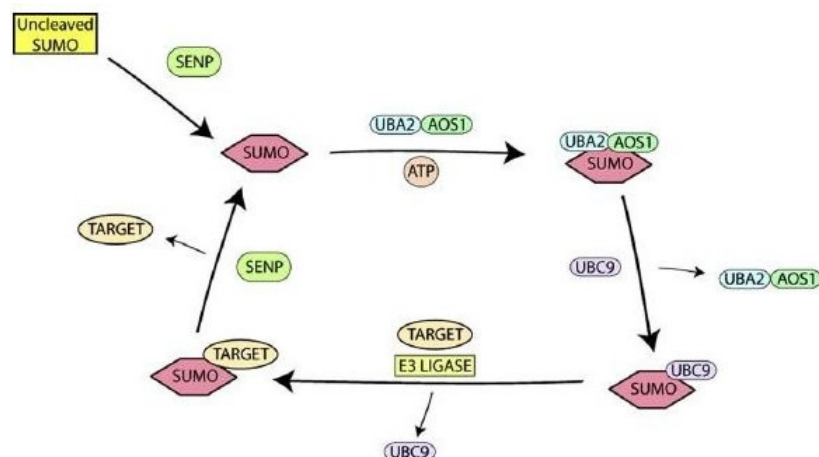 Uncleaved
SUMO
SENP
SUMO
UBA2 AOS1
ATP
UBA2 AOS1
SUMO
UBC9
UBA2 AOS1
SUMO UBC9
TARGET
E3 LIGASE
UBC9
SUMO TARGET
SENP
TARGET